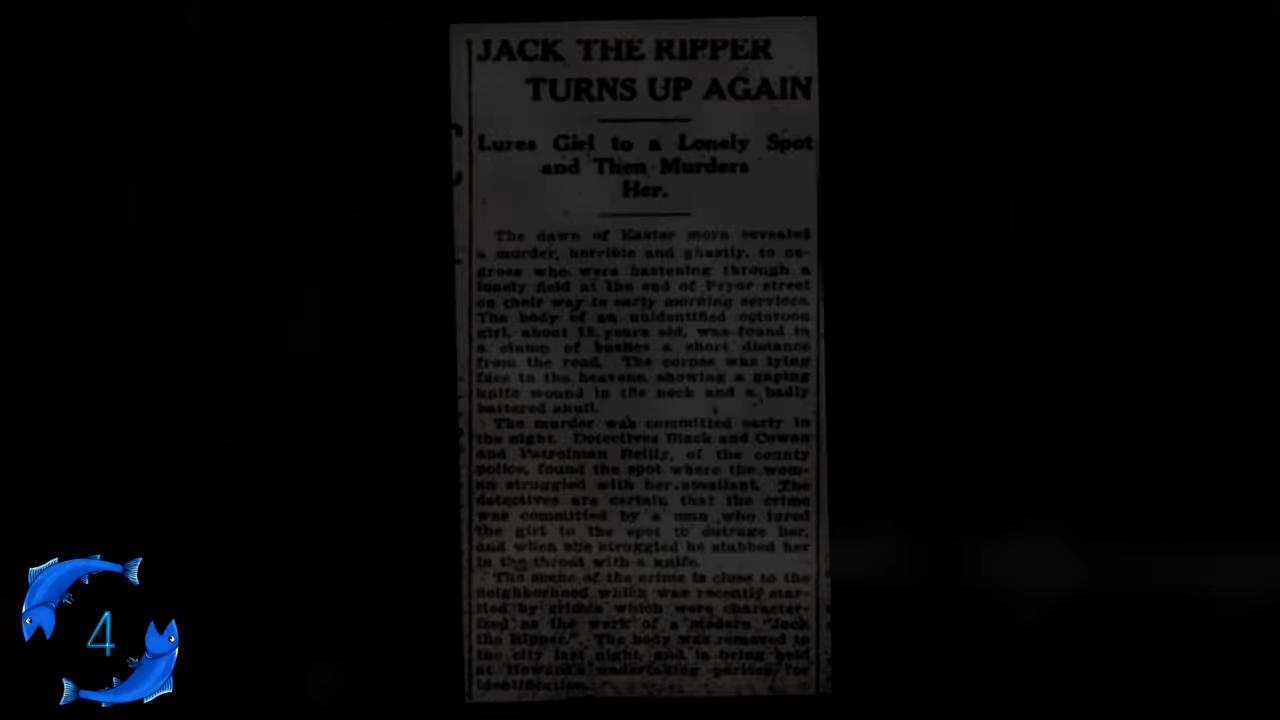 JACK THE RIPPER
TURNS UP AGAIN
Lures Girl to a Lonely Spot
and Then Murders
Her.
The dawn of Easter morn revealed
a murder, horrible and ghastly, to ne-
groes who were hastening through a
lonely field at the end of Pryor street
on their way to early morning services.
The body of an unidentified octoroon
girl, about 18 years old, was found in
a clump of bushes a short distance
from the road. The corpse was lying
face to the heavens, showing a gaping
knife wound in the neck and a badly
battered skull.
The murder was committed early in
the night. Detectives Black and Cowan
and Patrolman Reilly, of the county
police, found the spot where the wom-
an struggled with her assailant. The
detectives are certain that the crime
was committed by a man who lured
the girl to the spot to outrage her,
and when she struggled he stabbed her
in the throat with a knife.
The scene of the crime is close to the
neighborhood which was recently star-
tled by crimes which were character-
ized as the work of a modern "Jack
the Ripper." The body was removed to
the city last night, and is being held
at Howard's undertaking parlors for
identification.
4